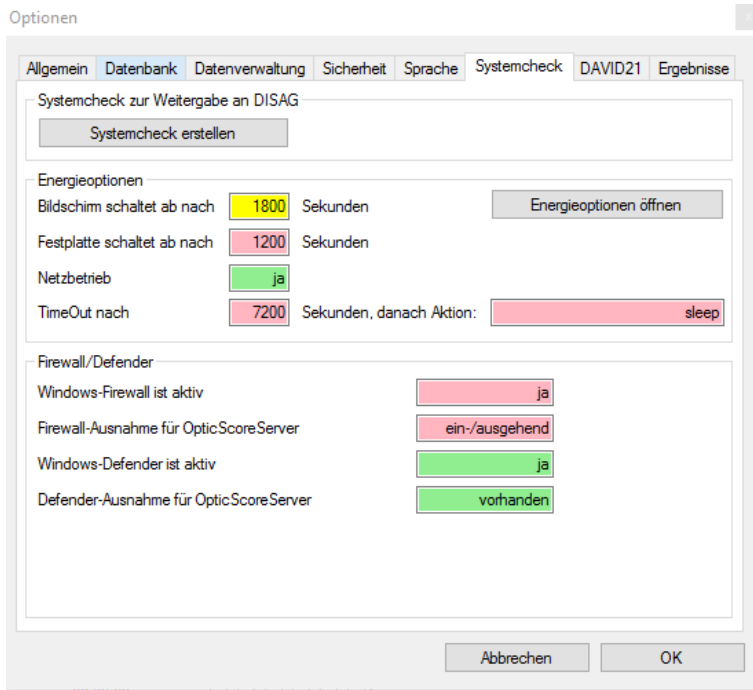 Optionen
Allgemein Datenbank Datenverwaltung Sicherheit Sprache Systemcheck DAVID21 Ergebnisse
Systemcheck zur Weitergabe an DISAG
Systemcheck erstellen
Energieoptionen
Bildschirm schaltet ab nach 1800 Sekunden Energieoptionen öffnen
Festplatte schaltet ab nach 1200 Sekunden
Netzbetrieb ja
TimeOut nach 7200 Sekunden, danach Aktion: sleep
Firewall/Defender
Windows-Firewall ist aktiv ja
Firewall-Ausnahme für OpticScoreServer ein-/ausgehend
Windows-Defender ist aktiv ja
Defender-Ausnahme für OpticScoreServer vorhanden
Abbrechen OK